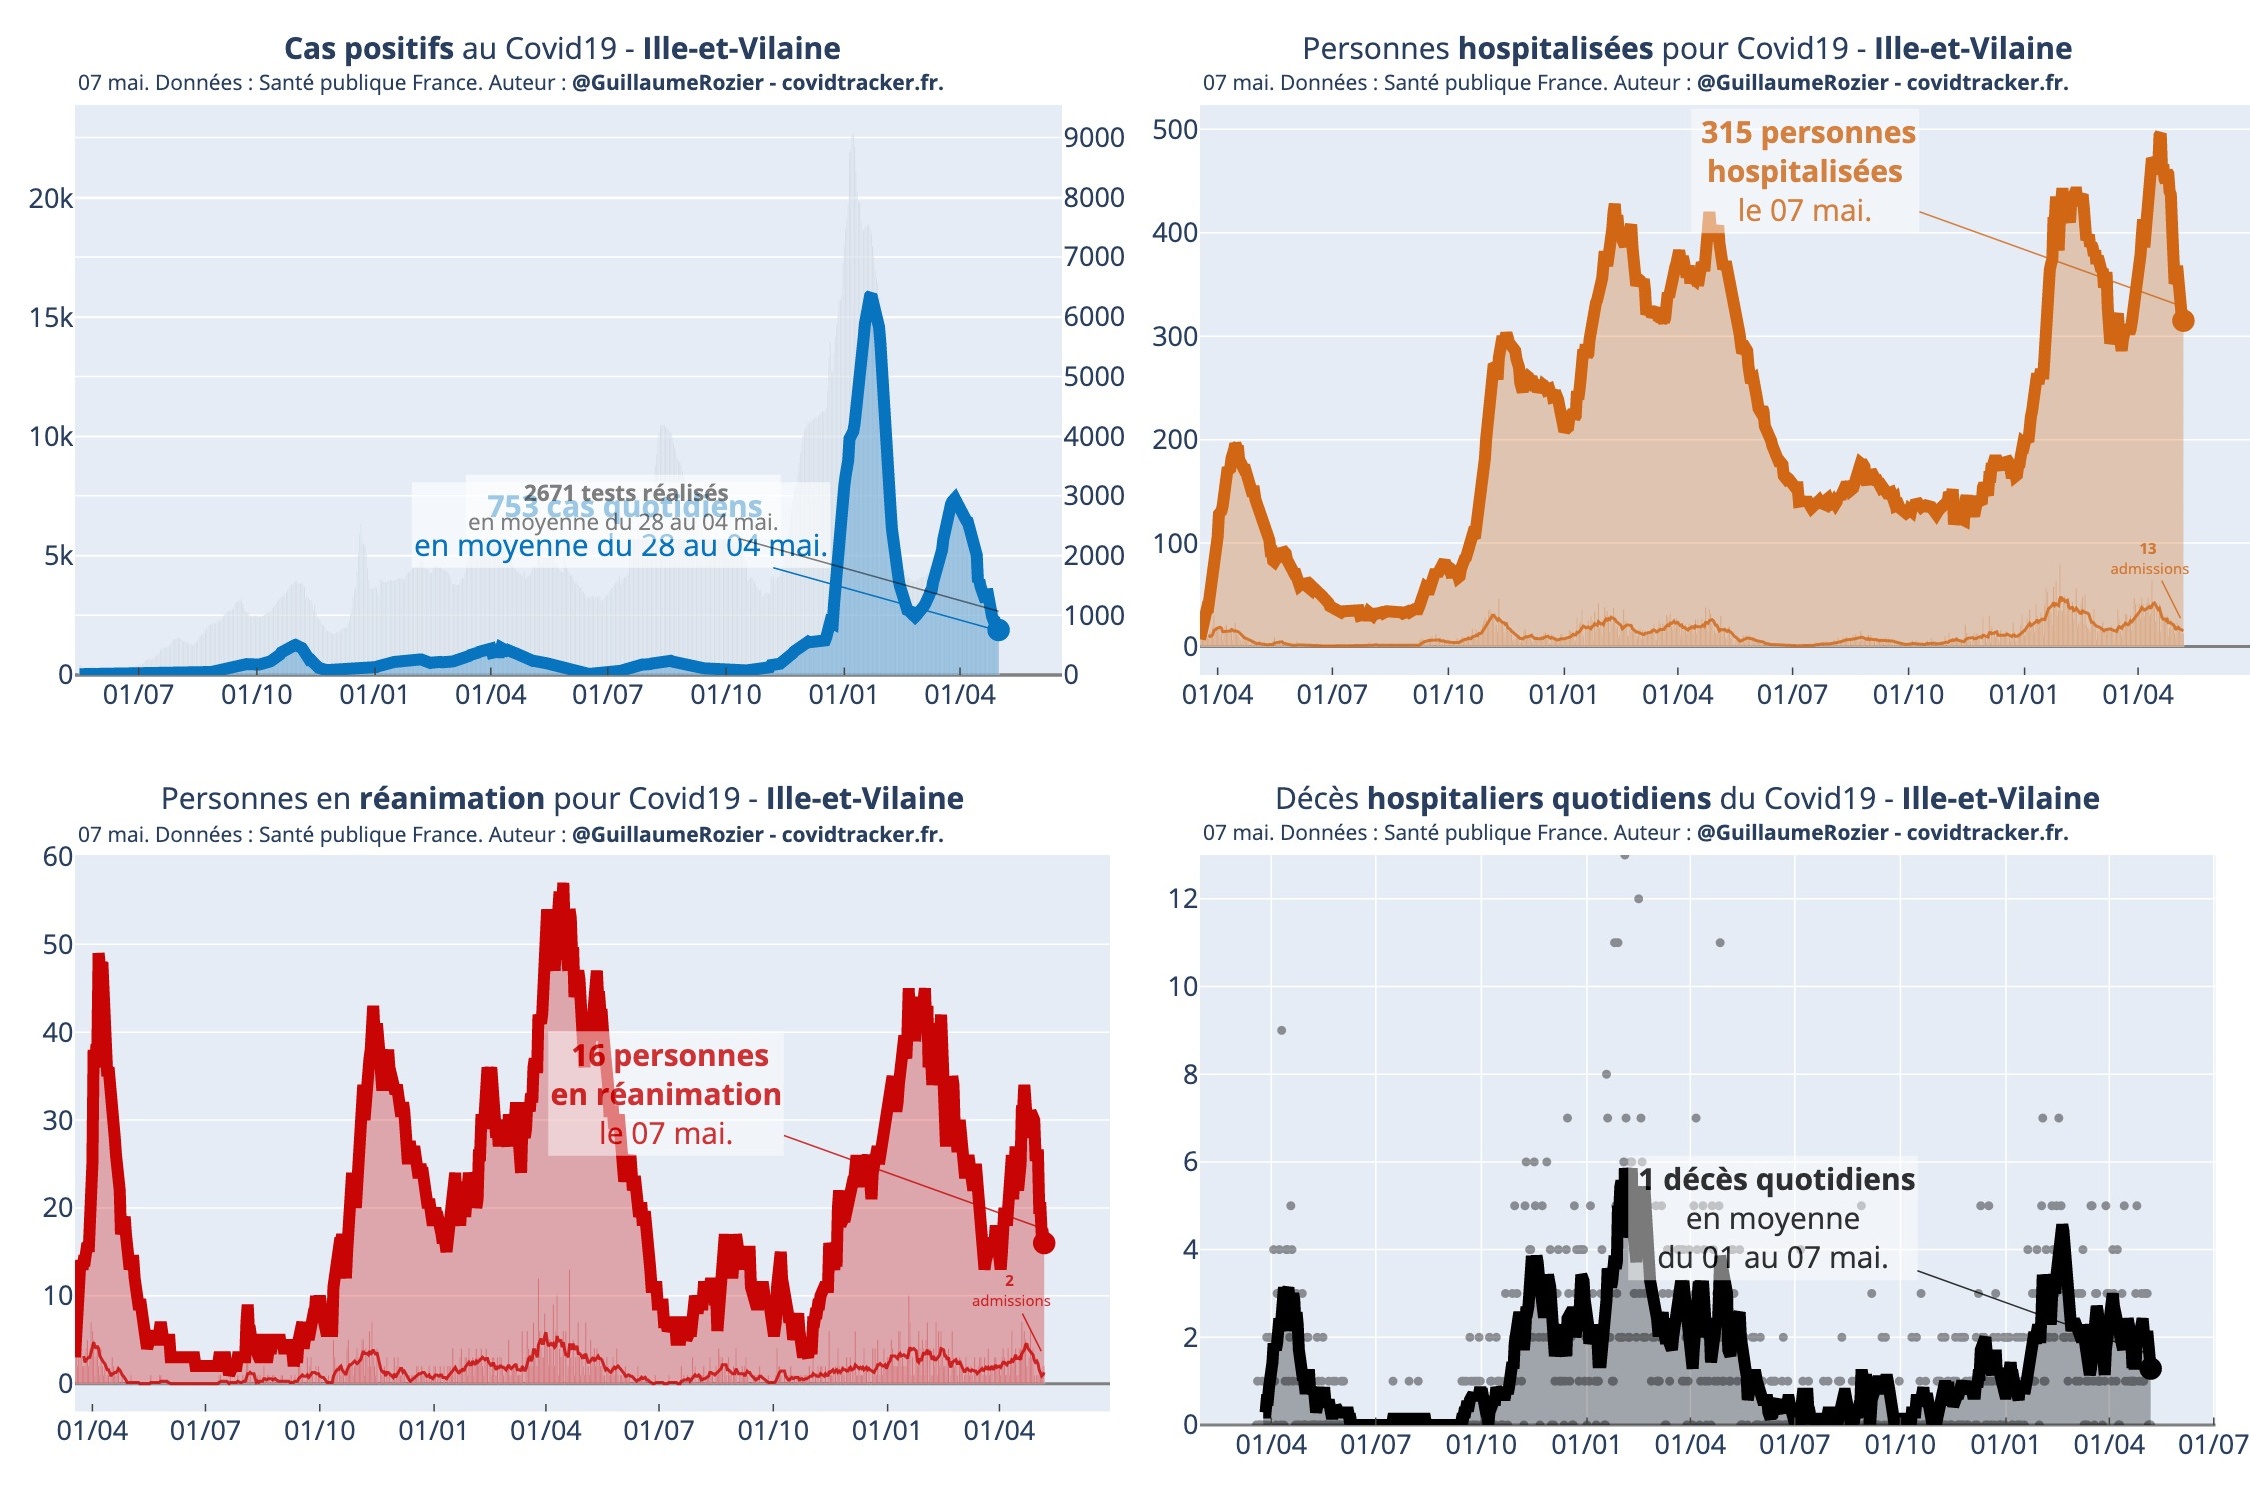 Cas positifs au Covid19 - Ille-et-Vilaine
07 mai. Données : Santé publique France. Auteur : @GuillaumeRozier - covidtracker.fr.
20k
15k
10k
5k
0
9000
8000
7000
6000
5000
4000
3000
2000
1000
0
2671 tests réalisés
en moyenne du 28 au 04 mai.
753 cas quotidiens
en moyenne du 28 au 04 mai.
01/07 01/10 01/01 01/04 01/07 01/10 01/01 01/04
Personnes hospitalisées pour Covid19 - Ille-et-Vilaine
07 mai. Données : Santé publique France. Auteur : @GuillaumeRozier - covidtracker.fr.
500
400
300
200
100
0
315 personnes
hospitalisées
le 07 mai.
13
admissions
01/04 01/07 01/10 01/01 01/04 01/07 01/10 01/01 01/04
Personnes en réanimation pour Covid19 - Ille-et-Vilaine
07 mai. Données : Santé publique France. Auteur : @GuillaumeRozier - covidtracker.fr.
60
50
40
30
20
10
0
16 personnes
en réanimation
le 07 mai.
2
admissions
01/04 01/07 01/10 01/01 01/04 01/07 01/10 01/01 01/04
Décès hospitaliers quotidiens du Covid19 - Ille-et-Vilaine
07 mai. Données : Santé publique France. Auteur : @GuillaumeRozier - covidtracker.fr.
12
10
8
6
4
2
0
1 décès quotidiens
en moyenne
du 01 au 07 mai.
01/04 01/07 01/10 01/01 01/04 01/07 01/10 01/01 01/04 01/07